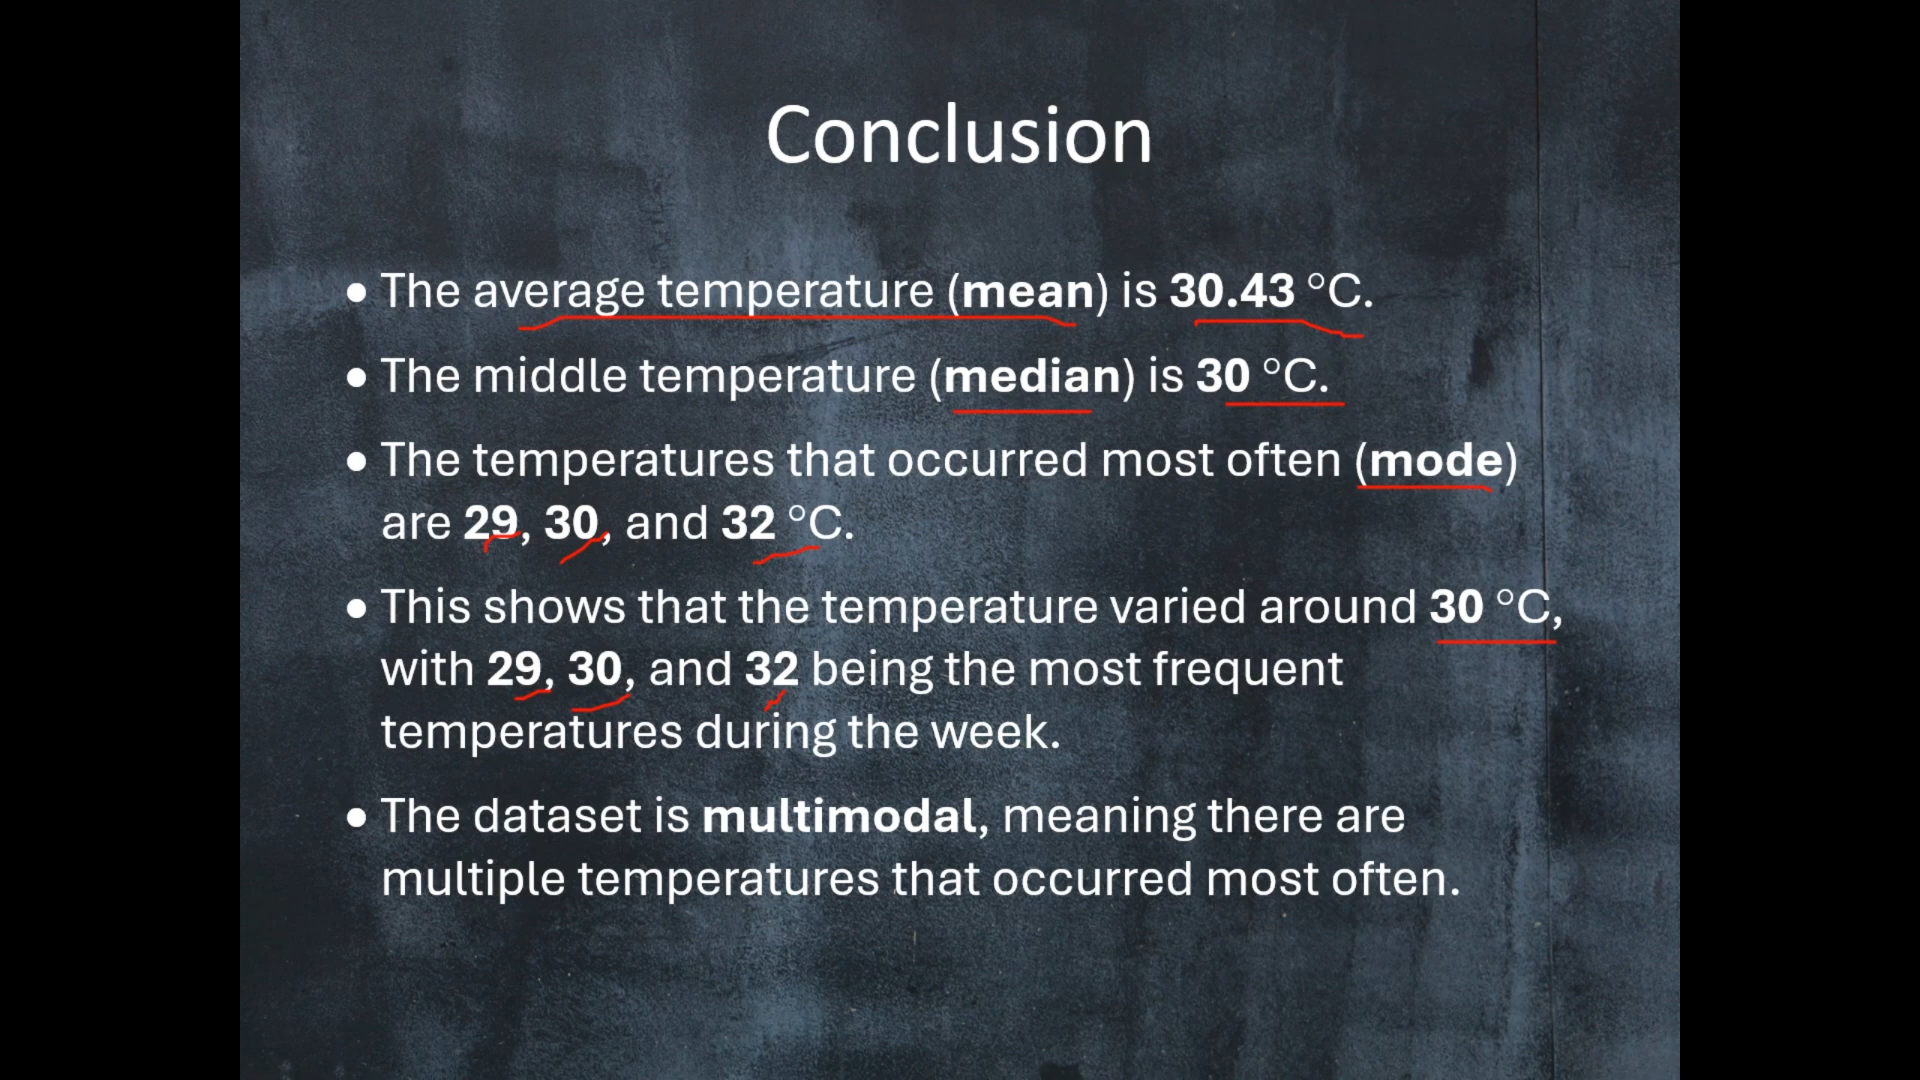 Conclusion
• The average temperature (mean) is 30.43 °C.
• The middle temperature (median) is 30 °C.
• The temperatures that occurred most often (mode)
are 29, 30, and 32 °C.
• This shows that the temperature varied around 30 °C,
with 29, 30, and 32 being the most frequent
temperatures during the week.
• The dataset is multimodal, meaning there are
multiple temperatures that occurred most often.